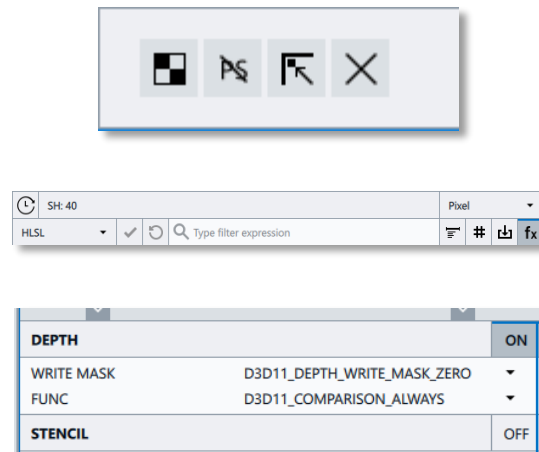 PS
SH: 40
Pixel
HLSL
Type filter expression
fx
DEPTH ON
WRITE MASK D3D11_DEPTH_WRITE_MASK_ZERO
FUNC D3D11_COMPARISON_ALWAYS
STENCIL OFF